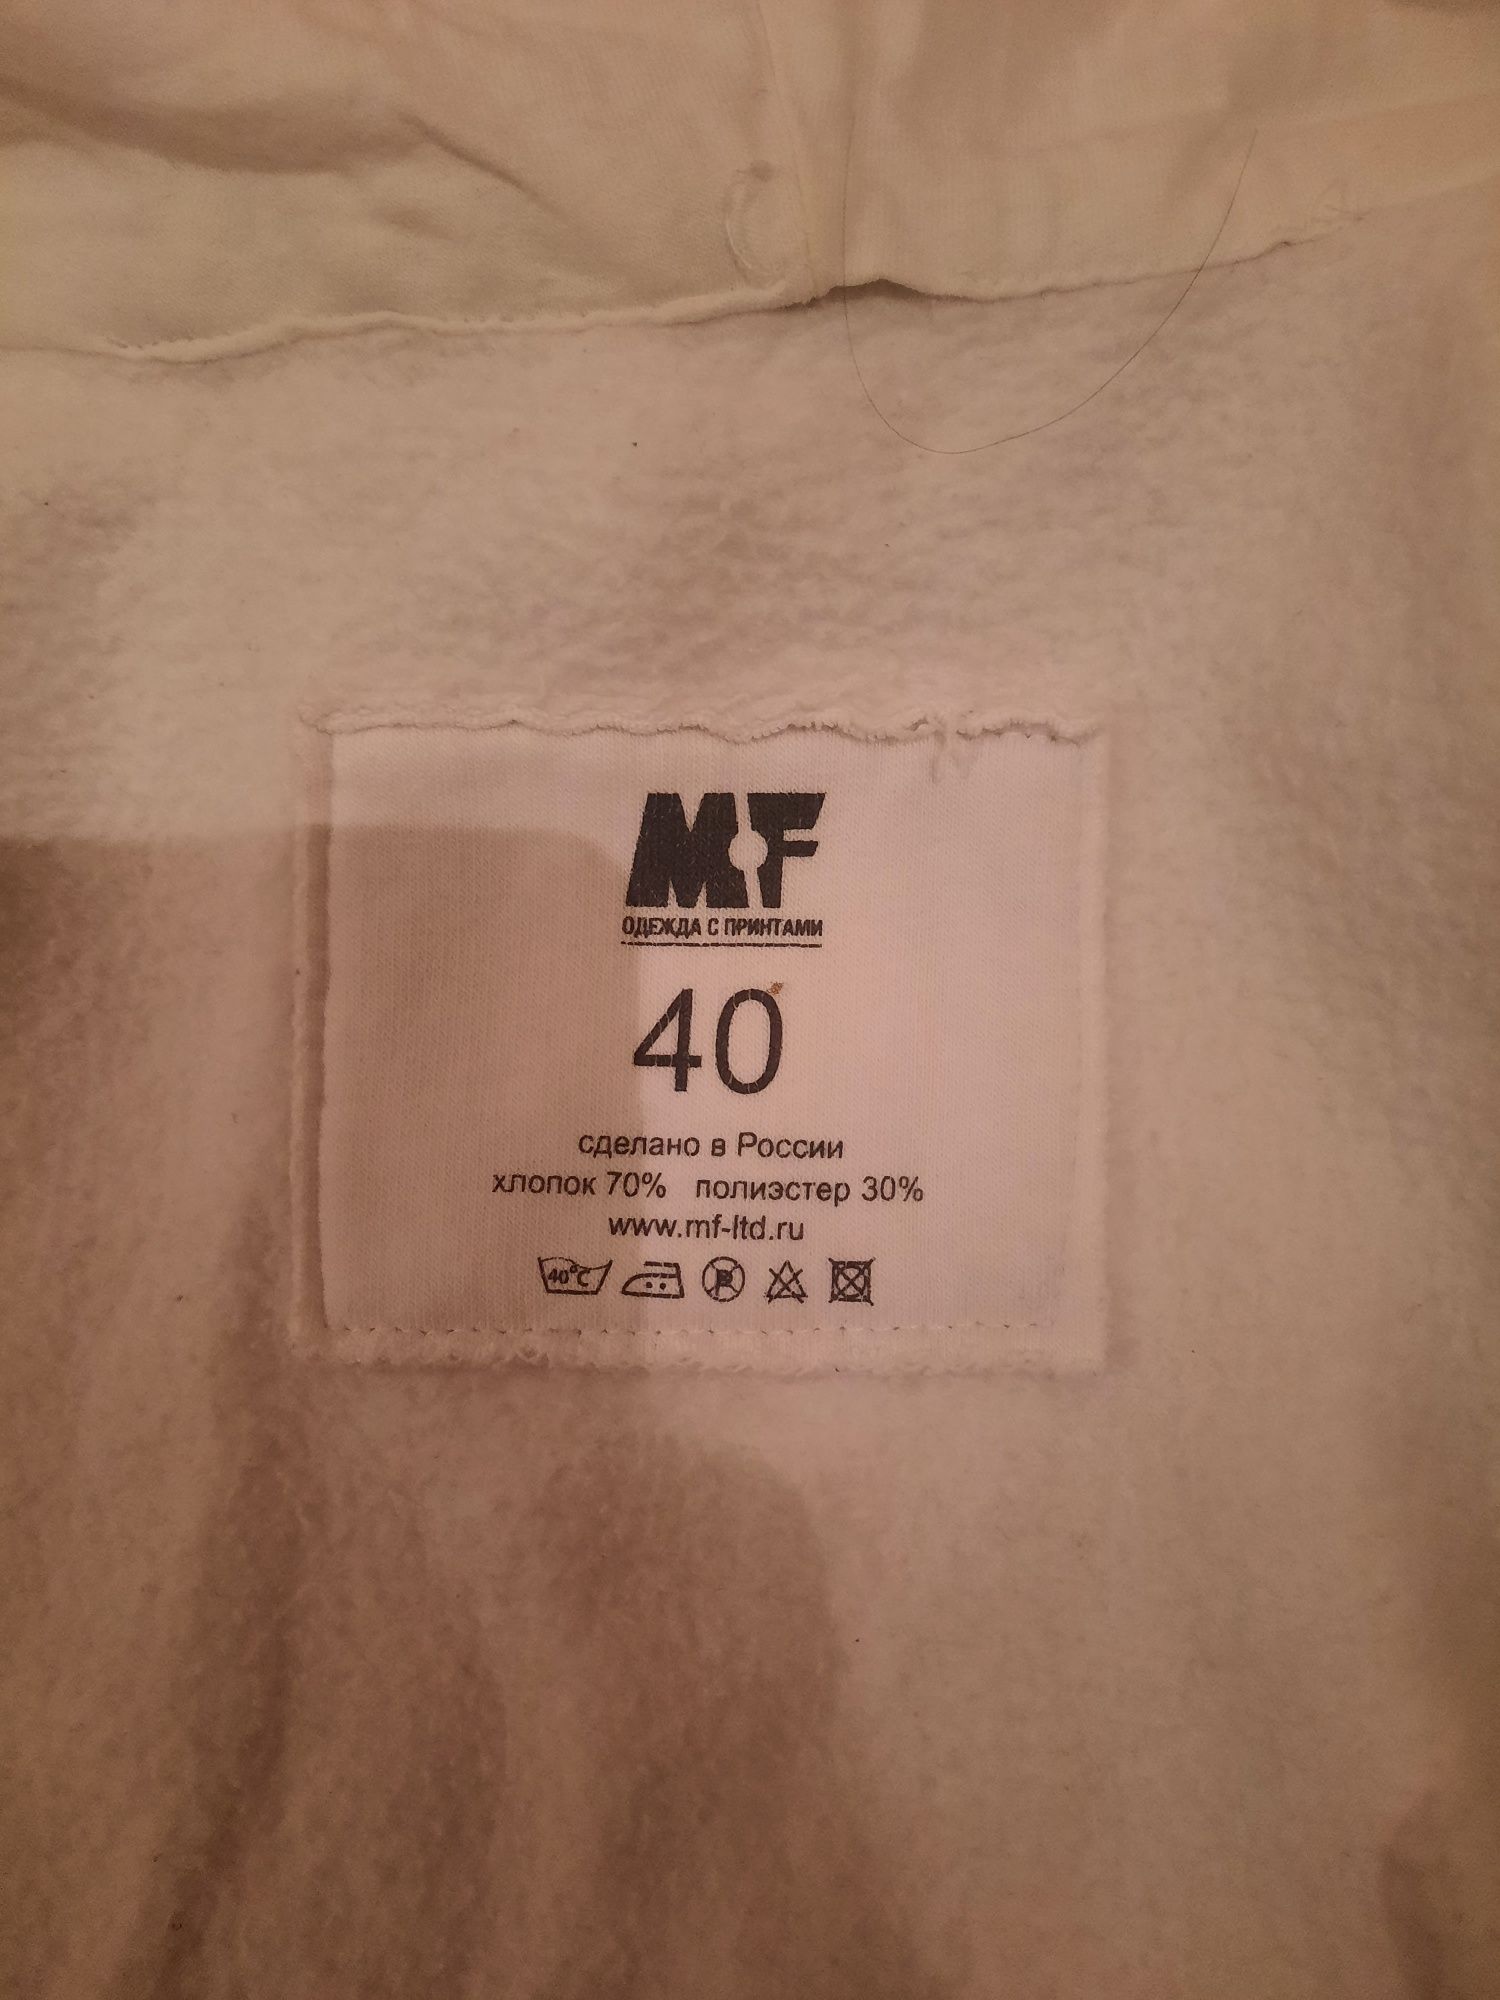 MF
ОДЕЖДА С ПРИНТАМИ
40
сделано в России
хлопок 70% полиэстер 30%
www.mf-ltd.ru
40°C P